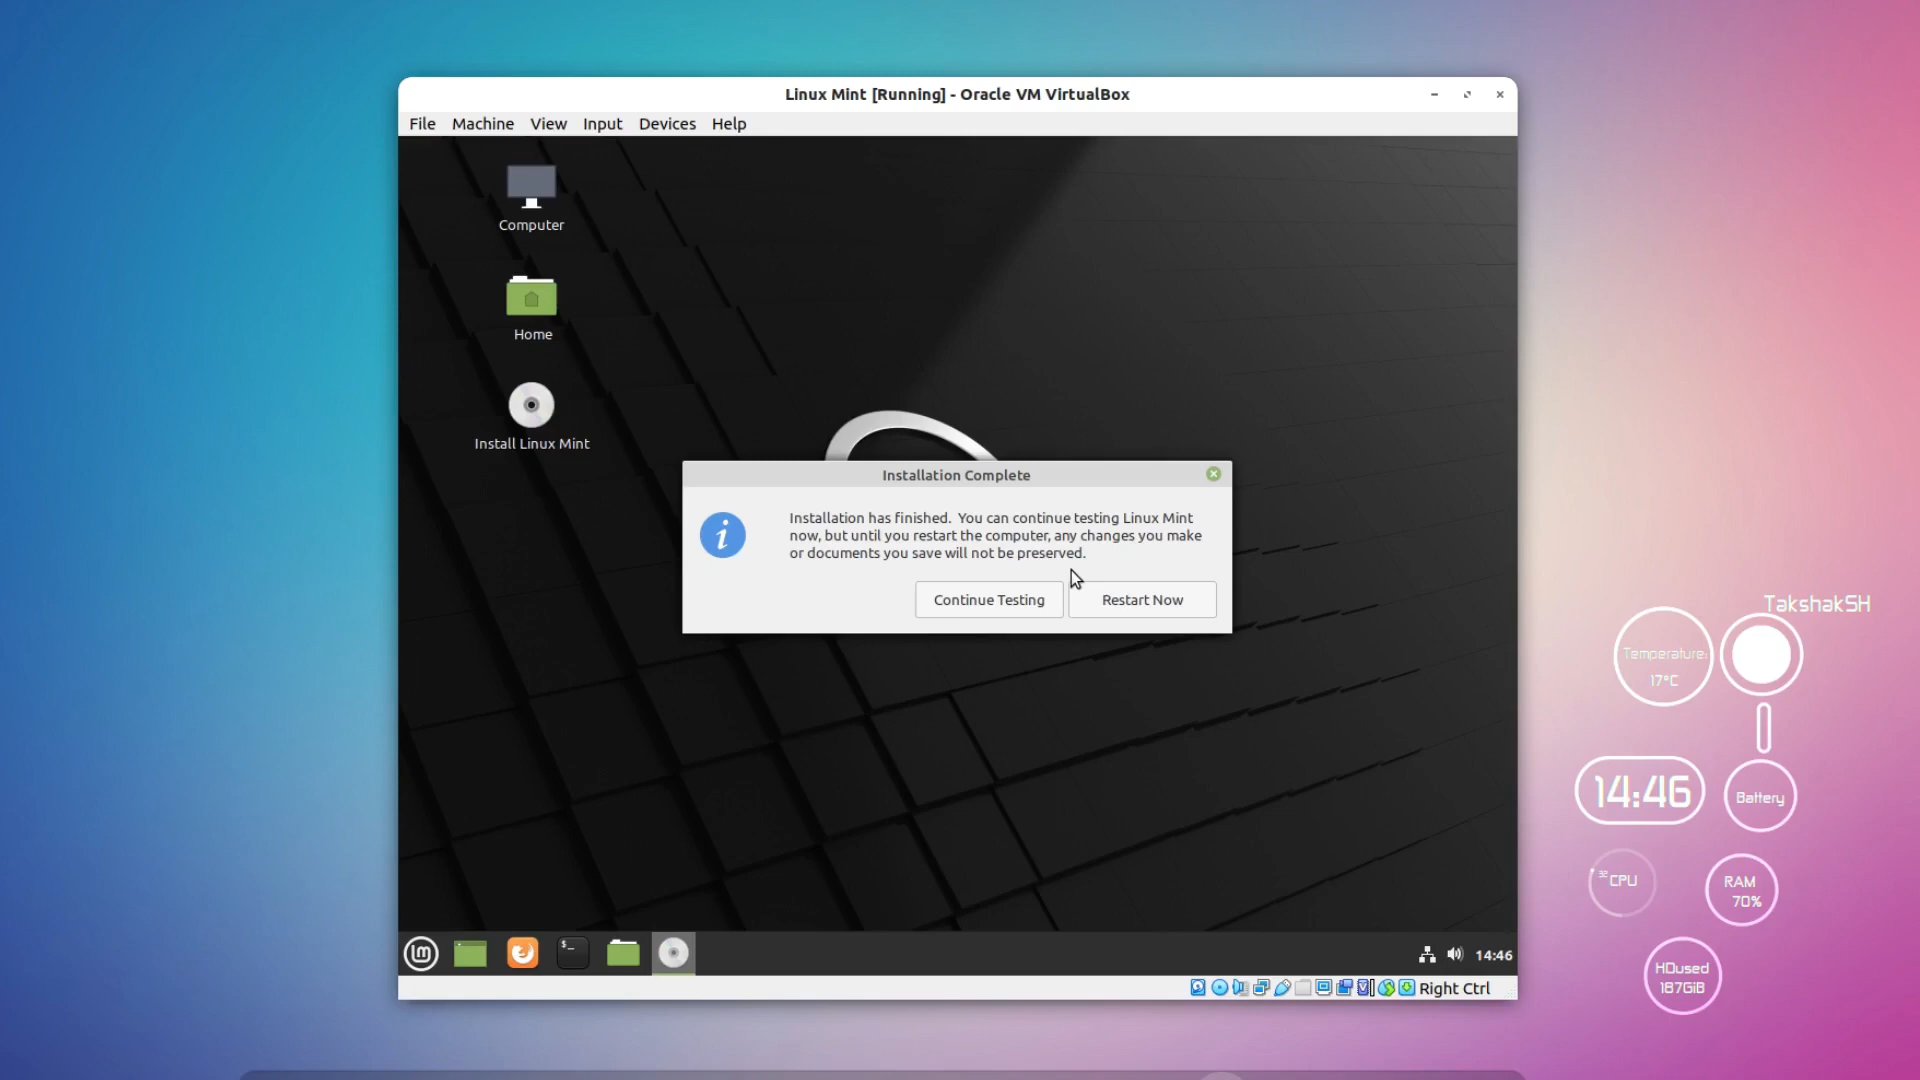 Linux Mint [Running] - Oracle VM VirtualBox
File Machine View Input Devices Help
Computer
Home
Install Linux Mint
Installation Complete
Installation has finished. You can continue testing Linux Mint
now, but until you restart the computer, any changes you make
or documents you save will not be preserved.
Continue Testing Restart Now
TakshakSH
Temperature:
17°C
14:46
Battery
32 CPU
RAM
70%
HDused
187GiB
14:46
Right Ctrl